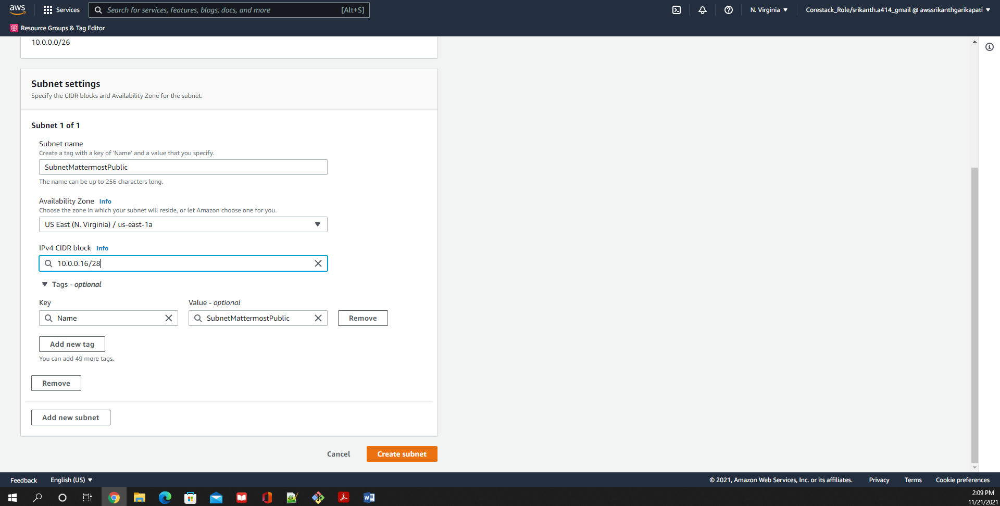 aws
Services
Search for services, features, blogs, docs, and more [Alt+S]
N. Virginia
Corestack_Role/srikanth.a414_gmail @ awssrikanthgarikapati
Resource Groups & Tag Editor
10.0.0.0/26
Subnet settings
Specify the CIDR blocks and Availability Zone for the subnet.
Subnet 1 of 1
Subnet name
Create a tag with a key of 'Name' and a value that you specify.
SubnetMattermostPublic
The name can be up to 256 characters long.
Availability Zone Info
Choose the zone in which your subnet will reside, or let Amazon choose one for you.
US East (N. Virginia) / us-east-1a
IPv4 CIDR block Info
10.0.0.16/28
Tags - optional
Key Value - optional
Name SubnetMattermostPublic Remove
Add new tag
You can add 49 more tags.
Remove
Add new subnet
Cancel Create subnet
Feedback English (US) © 2021, Amazon Web Services, Inc. or its affiliates. Privacy Terms Cookie preferences
2:09 PM
11/21/2021